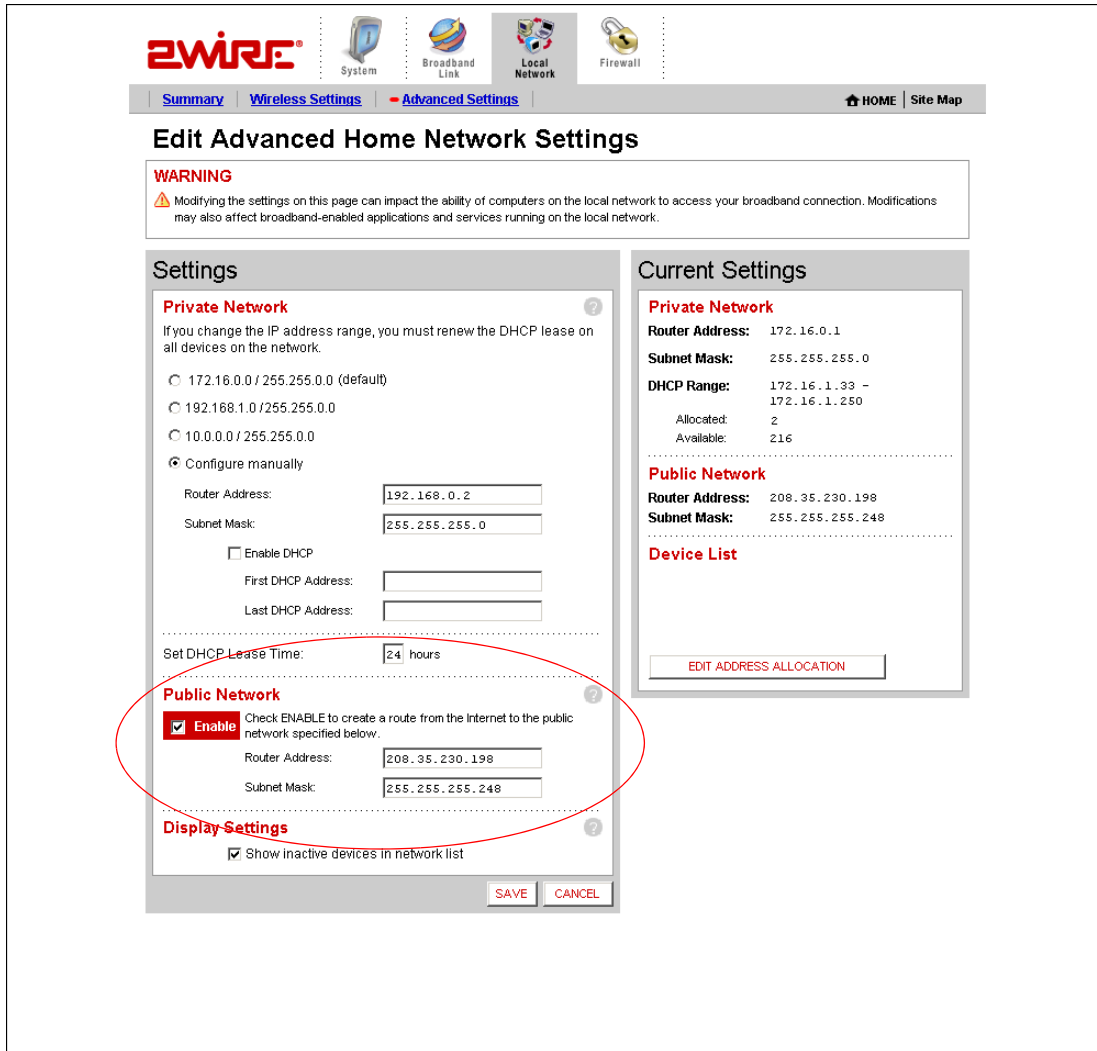 2WIRE®
System
Broadband
Link
Local
Network
Firewall
Summary
Wireless Settings
Advanced Settings
HOME
Site Map
Edit Advanced Home Network Settings
WARNING
Modifying the settings on this page can impact the ability of computers on the local network to access your broadband connection. Modifications
may also affect broadband-enabled applications and services running on the local network.
Settings
Private Network
?
If you change the IP address range, you must renew the DHCP lease on
all devices on the network.
172.16.0.0 / 255.255.0.0 (default)
192.168.1.0 / 255.255.0.0
10.0.0.0 / 255.255.0.0
Configure manually
Router Address: 192.168.0.2
Subnet Mask: 255.255.255.0
Enable DHCP
First DHCP Address:
Last DHCP Address:
Set DHCP Lease Time: 24 hours
Public Network
?
Enable
Check ENABLE to create a route from the Internet to the public
network specified below.
Router Address: 208.35.230.198
Subnet Mask: 255.255.255.248
Display Settings
?
Show inactive devices in network list
SAVE
CANCEL
Current Settings
Private Network
Router Address: 172.16.0.1
Subnet Mask: 255.255.255.0
DHCP Range: 172.16.1.33 -
172.16.1.250
Allocated: 2
Available: 216
Public Network
Router Address: 208.35.230.198
Subnet Mask: 255.255.255.248
Device List
EDIT ADDRESS ALLOCATION